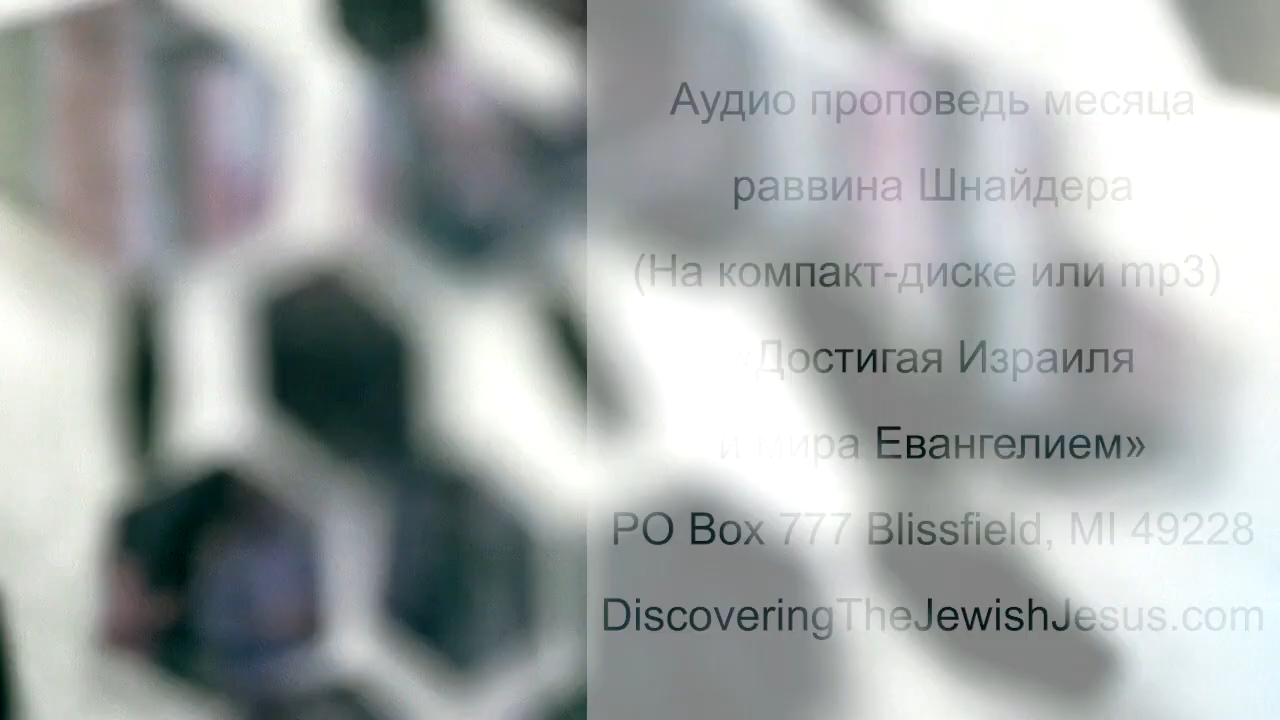 Аудио проповедь месяца
раввина Шнайдера
(На компакт-диске или mp3)
«Достигая Израиля
и мира Евангелием»
PO Box 777 Blissfield, MI 49228
DiscoveringTheJewishJesus.com